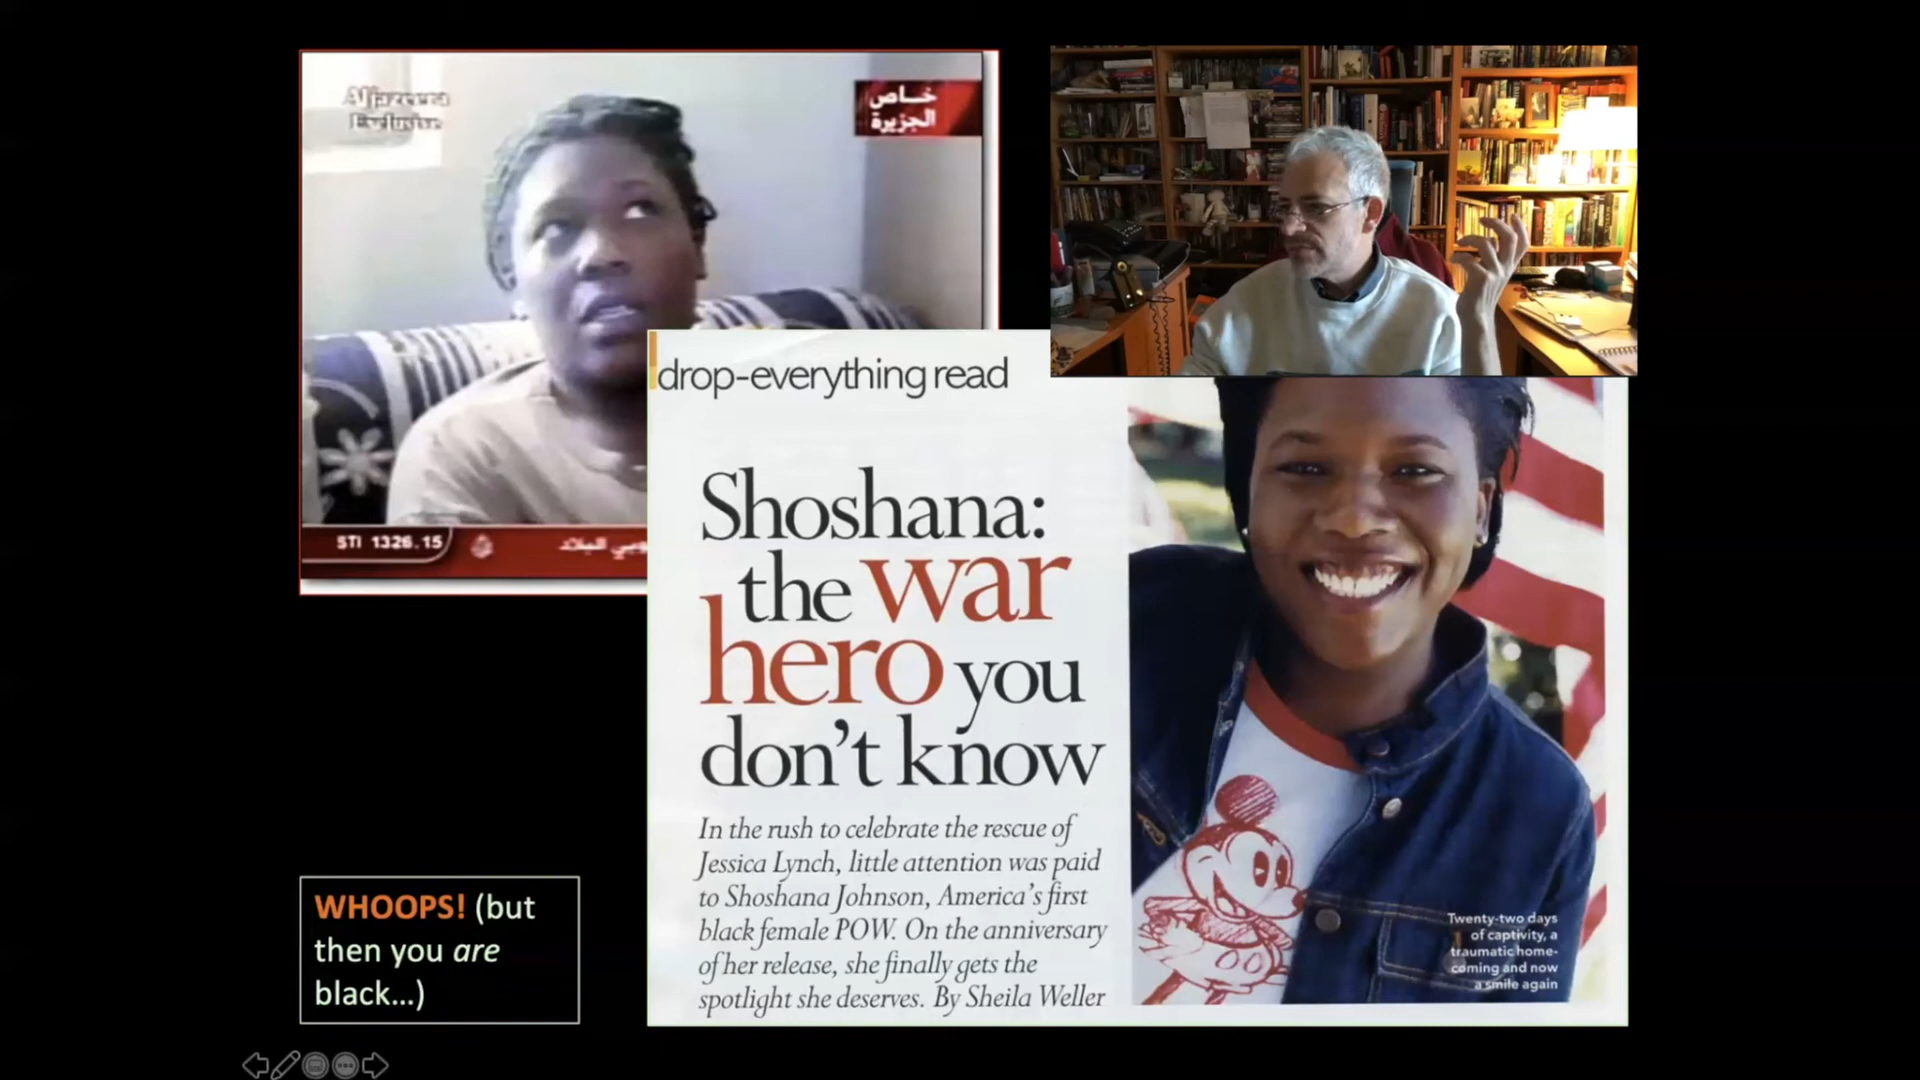 Aljazeera
Exclusive
خاص
الجزيرة
STI 1326.15
drop-everything read
Shoshana:
the war
hero you
don't know
In the rush to celebrate the rescue of
Jessica Lynch, little attention was paid
to Shoshana Johnson, America's first
black female POW. On the anniversary
of her release, she finally gets the
spotlight she deserves. By Sheila Weller
Twenty-two days
of captivity, a
traumatic home-
coming and now
a smile again
WHOOPS! (but
then you are
black...)